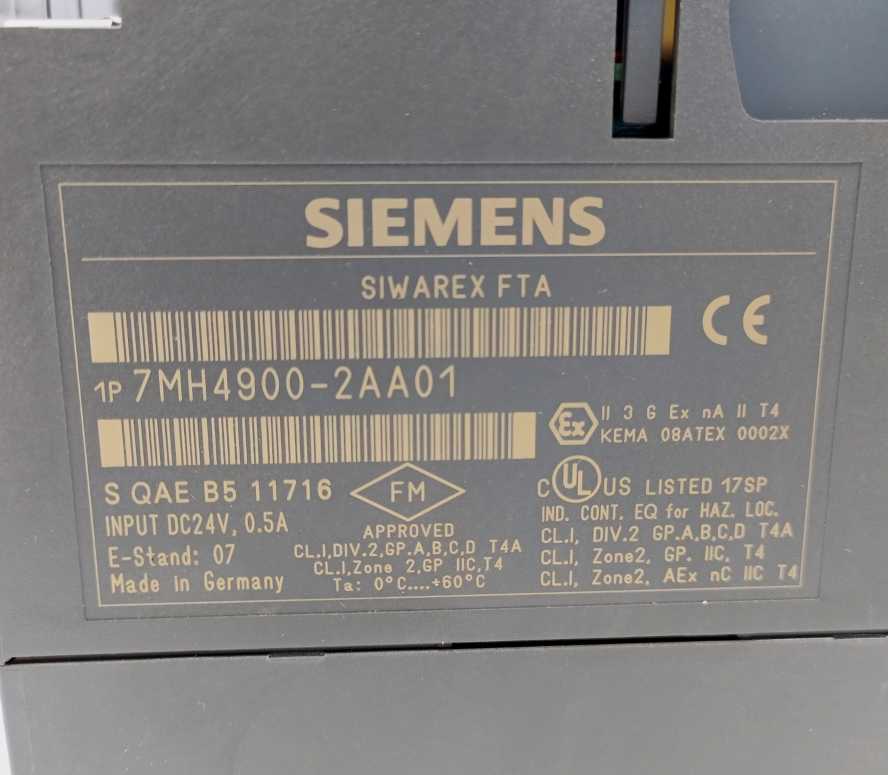 SIEMENS
SIWAREX FTA
CE
1P 7MH4900-2AA01
Ex II 3 G Ex nA II T4
KEMA 08ATEX 0002X
S QAE B5 11716
INPUT DC24V, 0.5A
E-Stand: 07
Made in Germany
FM
APPROVED
CL.I,DIV.2,GP.A,B,C,D T4A
CL.I,Zone 2,GP IIC,T4
Ta: 0°C....+60°C
C UL US LISTED 17SP
IND. CONT. EQ for HAZ. LOC.
CL.I, DIV.2 GP.A,B,C,D T4A
CL.I, Zone2, GP. IIC, T4
CL.I, Zone2, AEx nC IIC T4